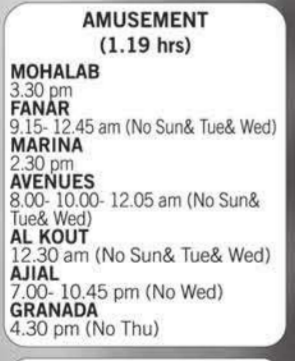 AMUSEMENT
(1.19 hrs)
MOHALAB
3.30 pm
FANAR
9.15- 12.45 am (No Sun& Tue& Wed)
MARINA
2.30 pm
AVENUES
8.00- 10.00- 12.05 am (No Sun&
Tue& Wed)
AL KOUT
12.30 am (No Sun& Tue& Wed)
AJIAL
7.00- 10.45 pm (No Wed)
GRANADA
4.30 pm (No Thu)